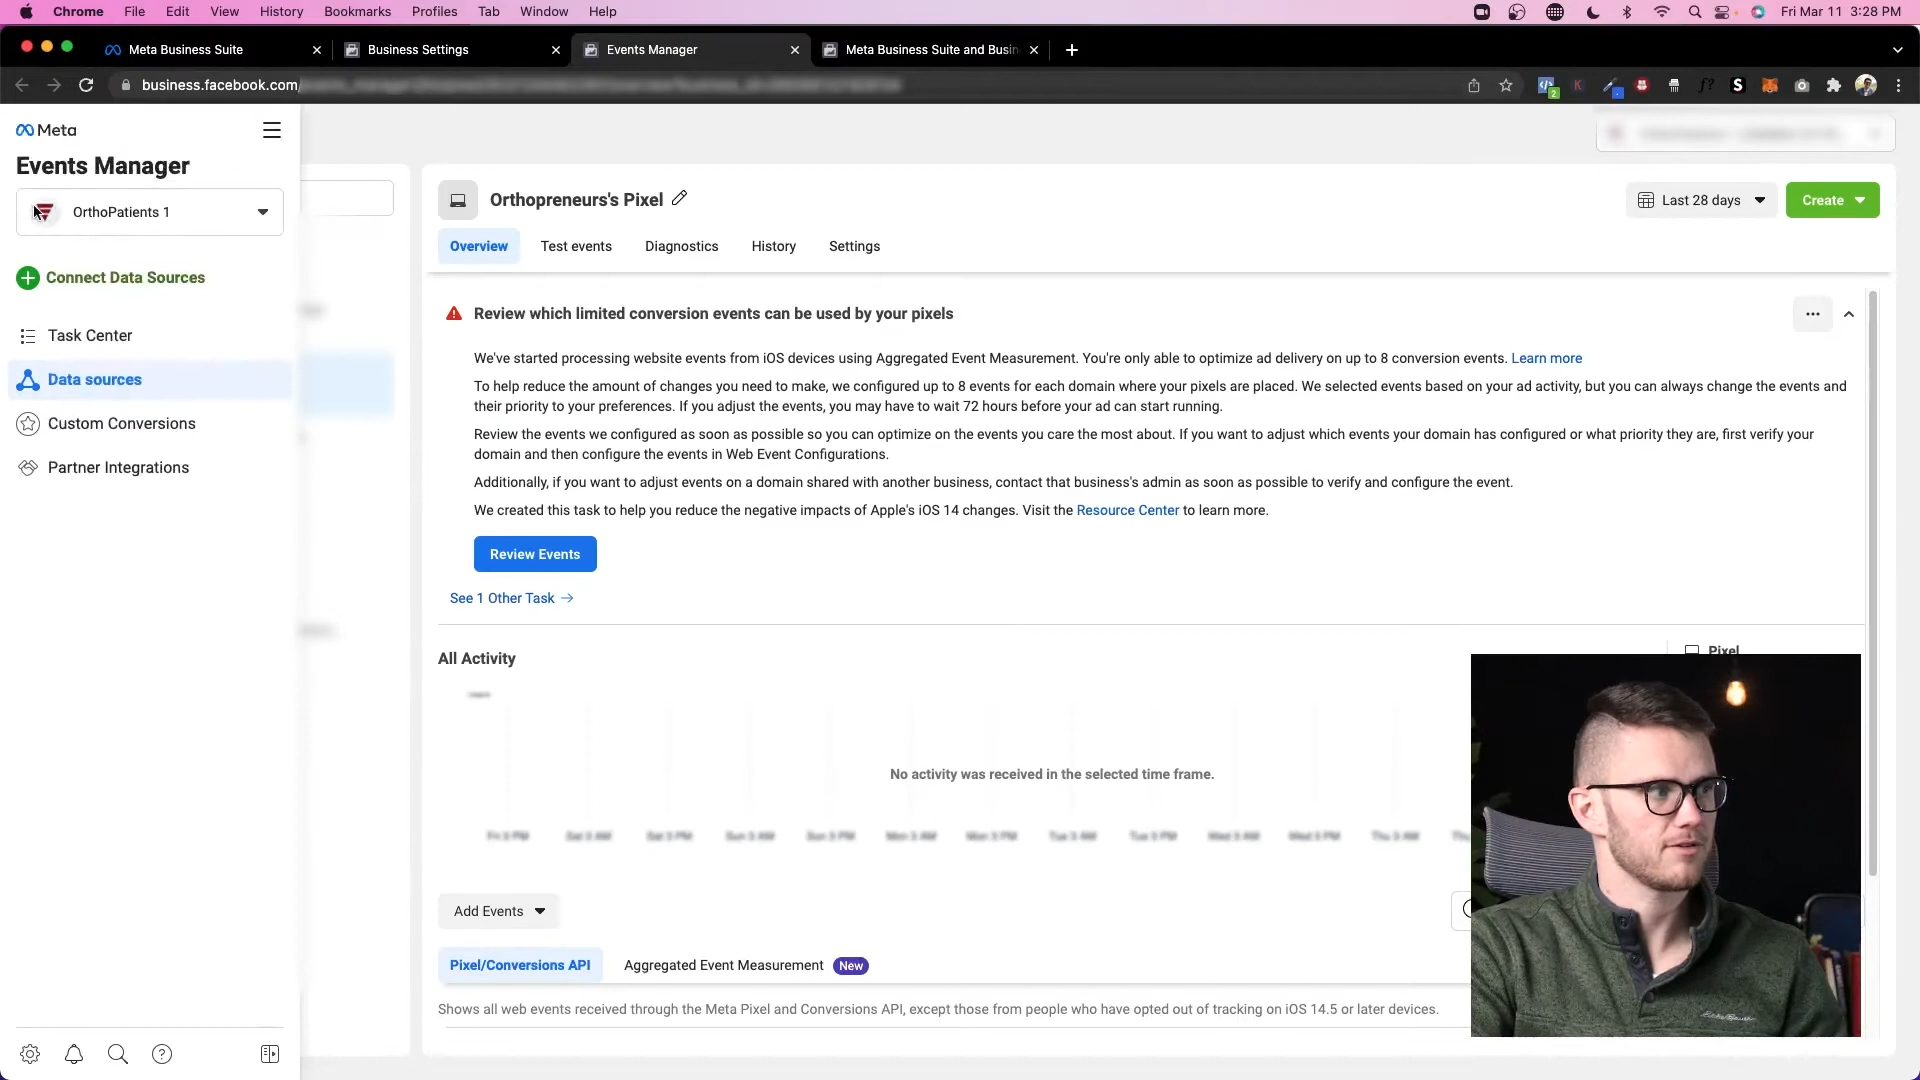 Chrome File Edit View History Bookmarks Profiles Tab Window Help
Fri Mar 11 3:28 PM
Meta Business Suite
Business Settings
Events Manager
Meta Business Suite and Busin
business.facebook.com
2
Meta
Events Manager
OrthoPatients 1
Connect Data Sources
Task Center
Data sources
Custom Conversions
Partner Integrations
Orthopreneurs's Pixel
Last 28 days
Create
Overview Test events Diagnostics History Settings
Review which limited conversion events can be used by your pixels
We've started processing website events from iOS devices using Aggregated Event Measurement. You're only able to optimize ad delivery on up to 8 conversion events. Learn more
To help reduce the amount of changes you need to make, we configured up to 8 events for each domain where your pixels are placed. We selected events based on your ad activity, but you can always change the events and
their priority to your preferences. If you adjust the events, you may have to wait 72 hours before your ad can start running.
Review the events we configured as soon as possible so you can optimize on the events you care the most about. If you want to adjust which events your domain has configured or what priority they are, first verify your
domain and then configure the events in Web Event Configurations.
Additionally, if you want to adjust events on a domain shared with another business, contact that business's admin as soon as possible to verify and configure the event.
We created this task to help you reduce the negative impacts of Apple's iOS 14 changes. Visit the Resource Center to learn more.
Review Events
See 1 Other Task
All Activity
Pixel
No activity was received in the selected time frame.
Add Events
Pixel/Conversions API
Aggregated Event Measurement New
Shows all web events received through the Meta Pixel and Conversions API, except those from people who have opted out of tracking on iOS 14.5 or later devices.